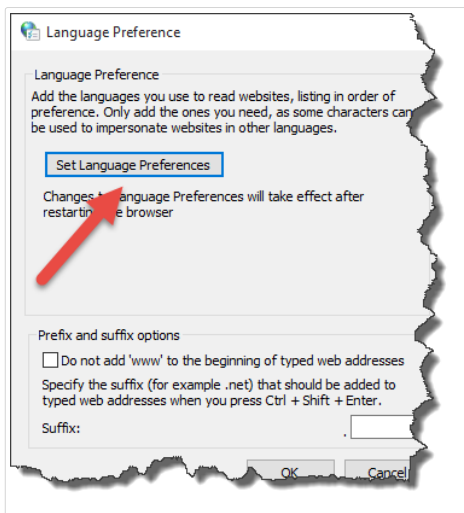 Language Preference
Language Preference
Add the languages you use to read websites, listing in order of
preference. Only add the ones you need, as some characters can
be used to impersonate websites in other languages.
Set Language Preferences
Changes Language Preferences will take effect after
restarting browser
Prefix and suffix options
Do not add 'www' to the beginning of typed web addresses
Specify the suffix (for example .net) that should be added to
typed web addresses when you press Ctrl + Shift + Enter.
Suffix:
.
OK
Cancel